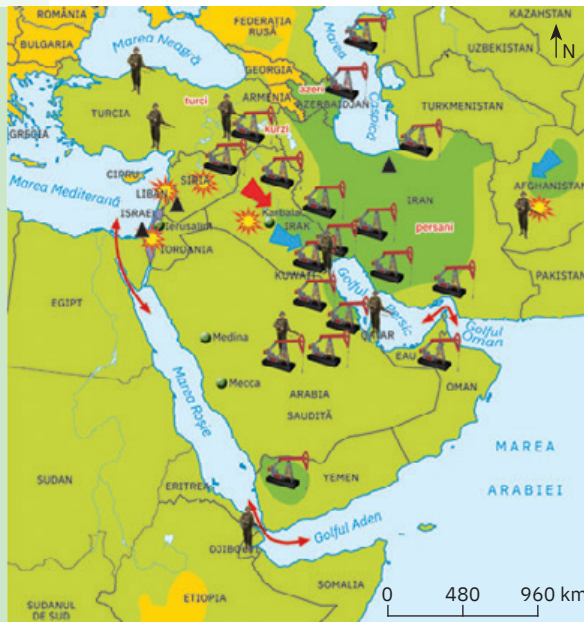 ROMÂNIA
BULGARIA
Marea Neagră
FEDERAȚIA
RUSĂ
Marea
Caspică
KAZAHSTAN
N
UZBEKISTAN
GEORGIA
ARMENIA
azeri
AZERBAIDJAN
TURKMENISTAN
GRECIA
TURCIA
turci
kurzi
CIPRU
SIRIA
Marea Mediterană
LIBAN
ISRAEL
Ierusalim
IORDANIA
Karbala
IRAK
IRAN
perșani
AFGHANISTAN
PAKISTAN
KUWAIT
Golful Persic
QATAR
EAU
Golful
Oman
OMAN
EGIPT
Medina
Mecca
ARABIA
SAUDITĂ
Marea Roșie
MAREA
ARABIEI
SUDAN
ERITREA
YEMEN
Golful Aden
DJIBOUTI
SOMALIA
ETIOPIA
SUDANUL
DE SUD
0 480 960 km